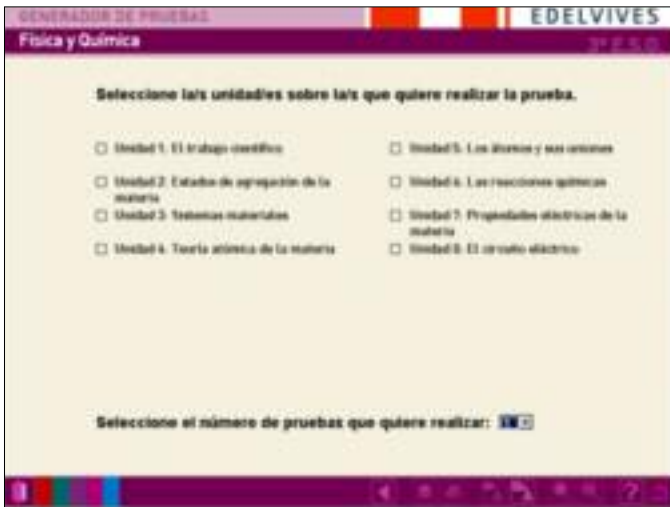 GENERADOR DE PRUEBAS
EDELVIVES
Física y Química
3º E.S.O.
Seleccione la/s unidad/es sobre la/s que quiere realizar la prueba.
Unidad 1: El trabajo científico
Unidad 2: Estados de agregación de la
materia
Unidad 3: Sistemas materiales
Unidad 4: Teoría atómica de la materia
Unidad 5: Los átomos y sus uniones
Unidad 6: Las reacciones químicas
Unidad 7: Propiedades eléctricas de la
materia
Unidad 8: El circuito eléctrico
Seleccione el número de pruebas que quiere realizar: 1
?